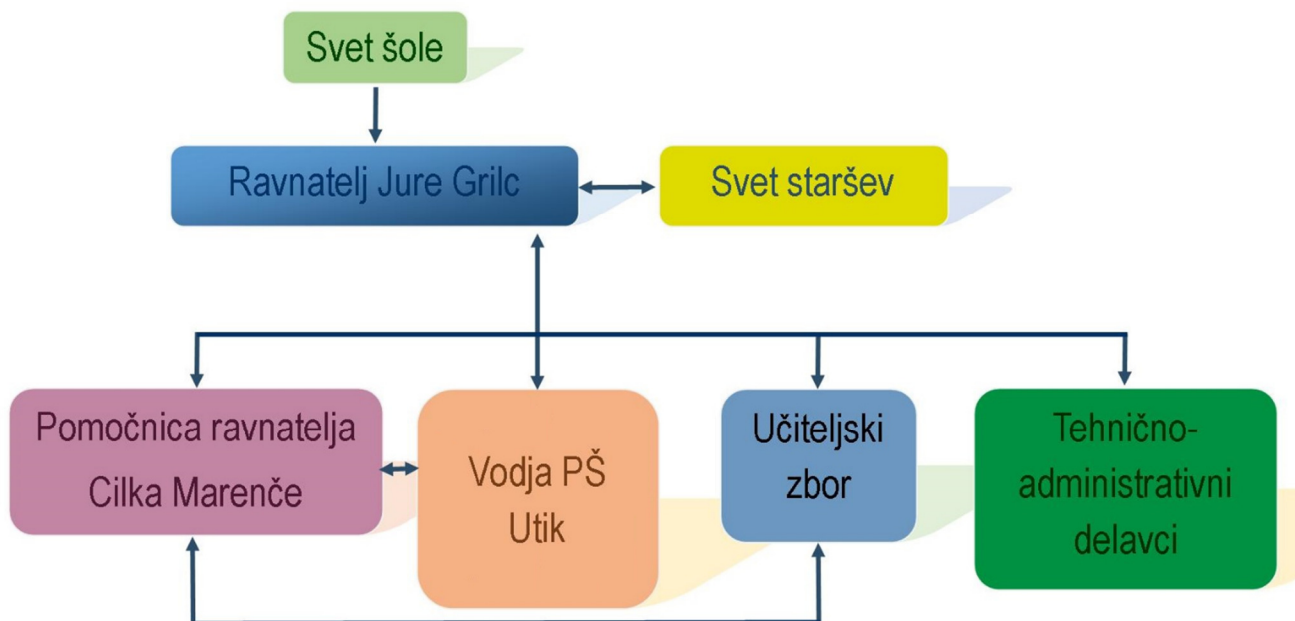 Svet šole
Ravnatelj Jure Grilc
Svet staršev
Pomočnica ravnatelja
Cilka Marenče
Vodja PŠ
Utik
Učiteljski
zbor
Tehnično-
administrativni
delavci